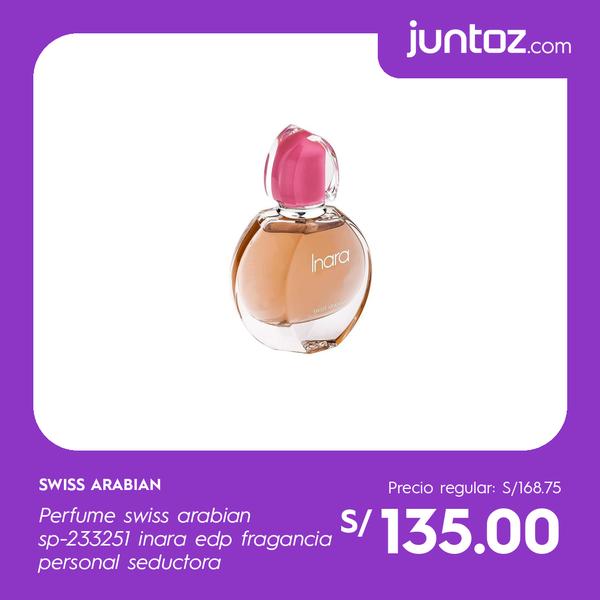 juntoz.com
Inara
SWISS ARABIAN
Perfume swiss arabian
sp-233251 inara edp fragancia
personal seductora
Precio regular: S/168.75
S/135.00